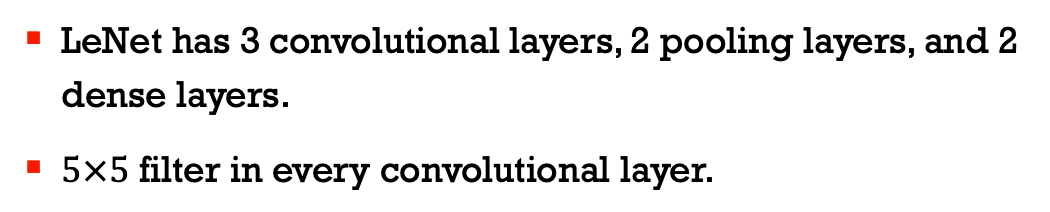 ▪ LeNet has 3 convolutional layers, 2 pooling layers, and 2
dense layers.
▪ 5×5 filter in every convolutional layer.